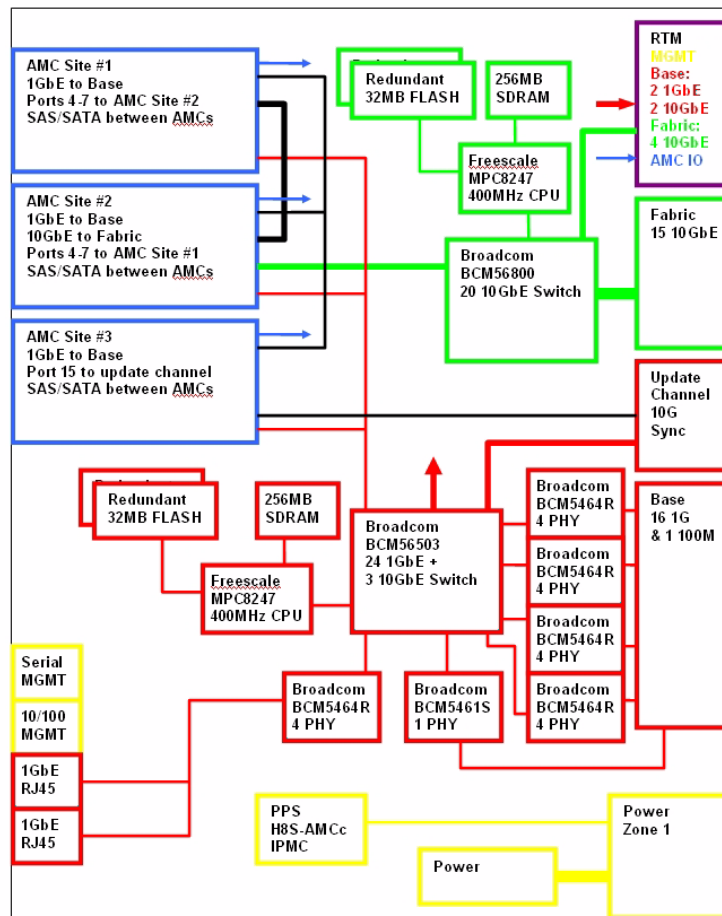 AMC Site #1
1GbE to Base
Ports 4-7 to AMC Site #2
SAS/SATA between AMCs
Redundant
32MB FLASH
256MB
SDRAM
Freescale
MPC8247
400MHz CPU
RTM
MGMT
Base:
2 1GbE
2 10GbE
Fabric:
4 10GbE
AMC IO
AMC Site #2
1GbE to Base
10GbE to Fabric
Ports 4-7 to AMC Site #1
SAS/SATA between AMCs
Broadcom
BCM56800
20 10GbE Switch
Fabric
15 10GbE
AMC Site #3
1GbE to Base
Port 15 to update channel
SAS/SATA between AMCs
Update
Channel
10G
Sync
Redundant
32MB FLASH
256MB
SDRAM
Freescale
MPC8247
400MHz CPU
Broadcom
BCM56503
24 1GbE +
3 10GbE Switch
Broadcom
BCM5464R
4 PHY
Broadcom
BCM5464R
4 PHY
Broadcom
BCM5464R
4 PHY
Broadcom
BCM5464R
4 PHY
Base
16 1G
& 1 100M
Serial
MGMT
10/100
MGMT
1GbE
RJ45
1GbE
RJ45
Broadcom
BCM5464R
4 PHY
Broadcom
BCM5461S
1 PHY
PPS
H8S-AMCc
IPMC
Power
Power
Zone 1